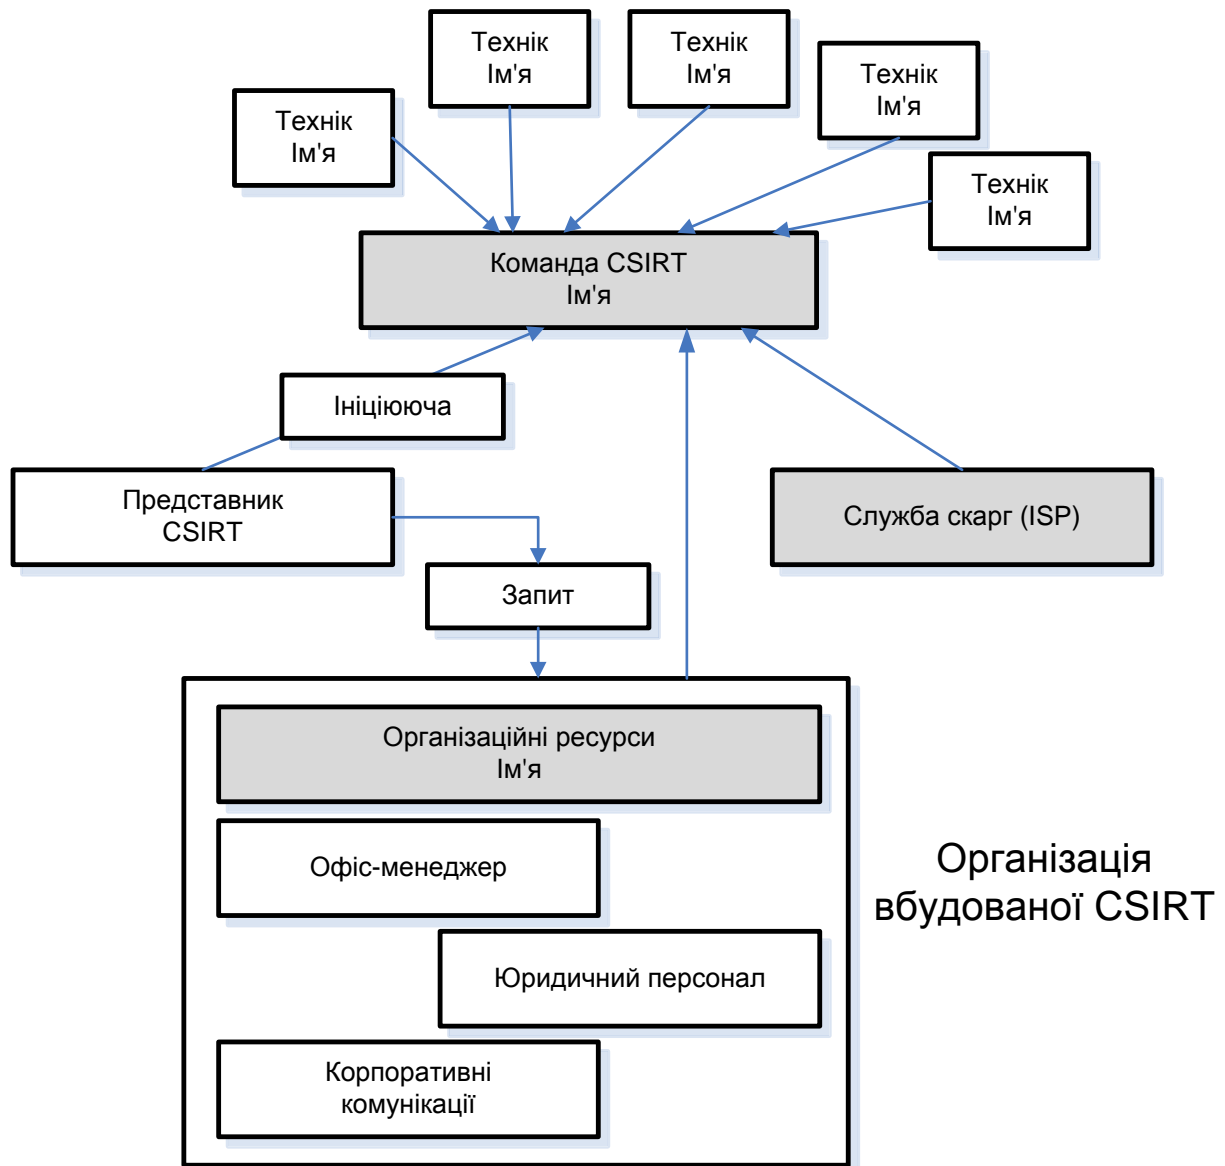 Технік
Ім'я
Технік
Ім'я
Технік
Ім'я
Технік
Ім'я
Технік
Ім'я
Команда CSIRT
Ім'я
Ініціююча
Представник
CSIRT
Служба скарг (ISP)
Запит
Організаційні ресурси
Ім'я
Офіс-менеджер
Організація
вбудованої CSIRT
Юридичний персонал
Корпоративні
комунікації